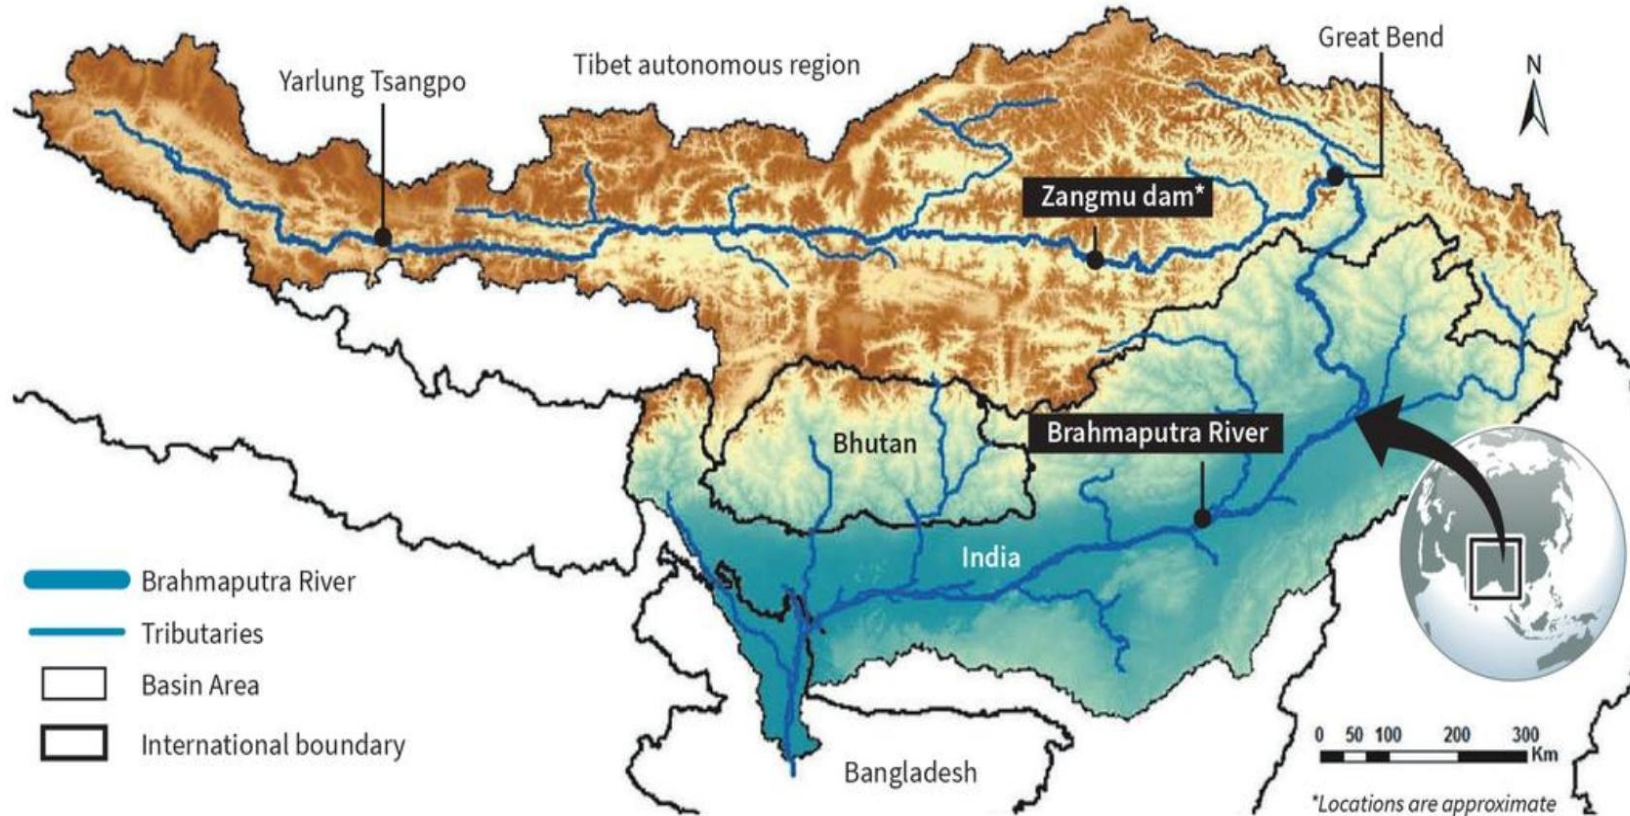 Great Bend
Tibet autonomous region
Yarlung Tsangpo
N
Zangmu dam*
Brahmaputra River
Bhutan
India
Brahmaputra River
Tributaries
Basin Area
International boundary
Bangladesh
0 50 100 200 300
Km
*Locations are approximate